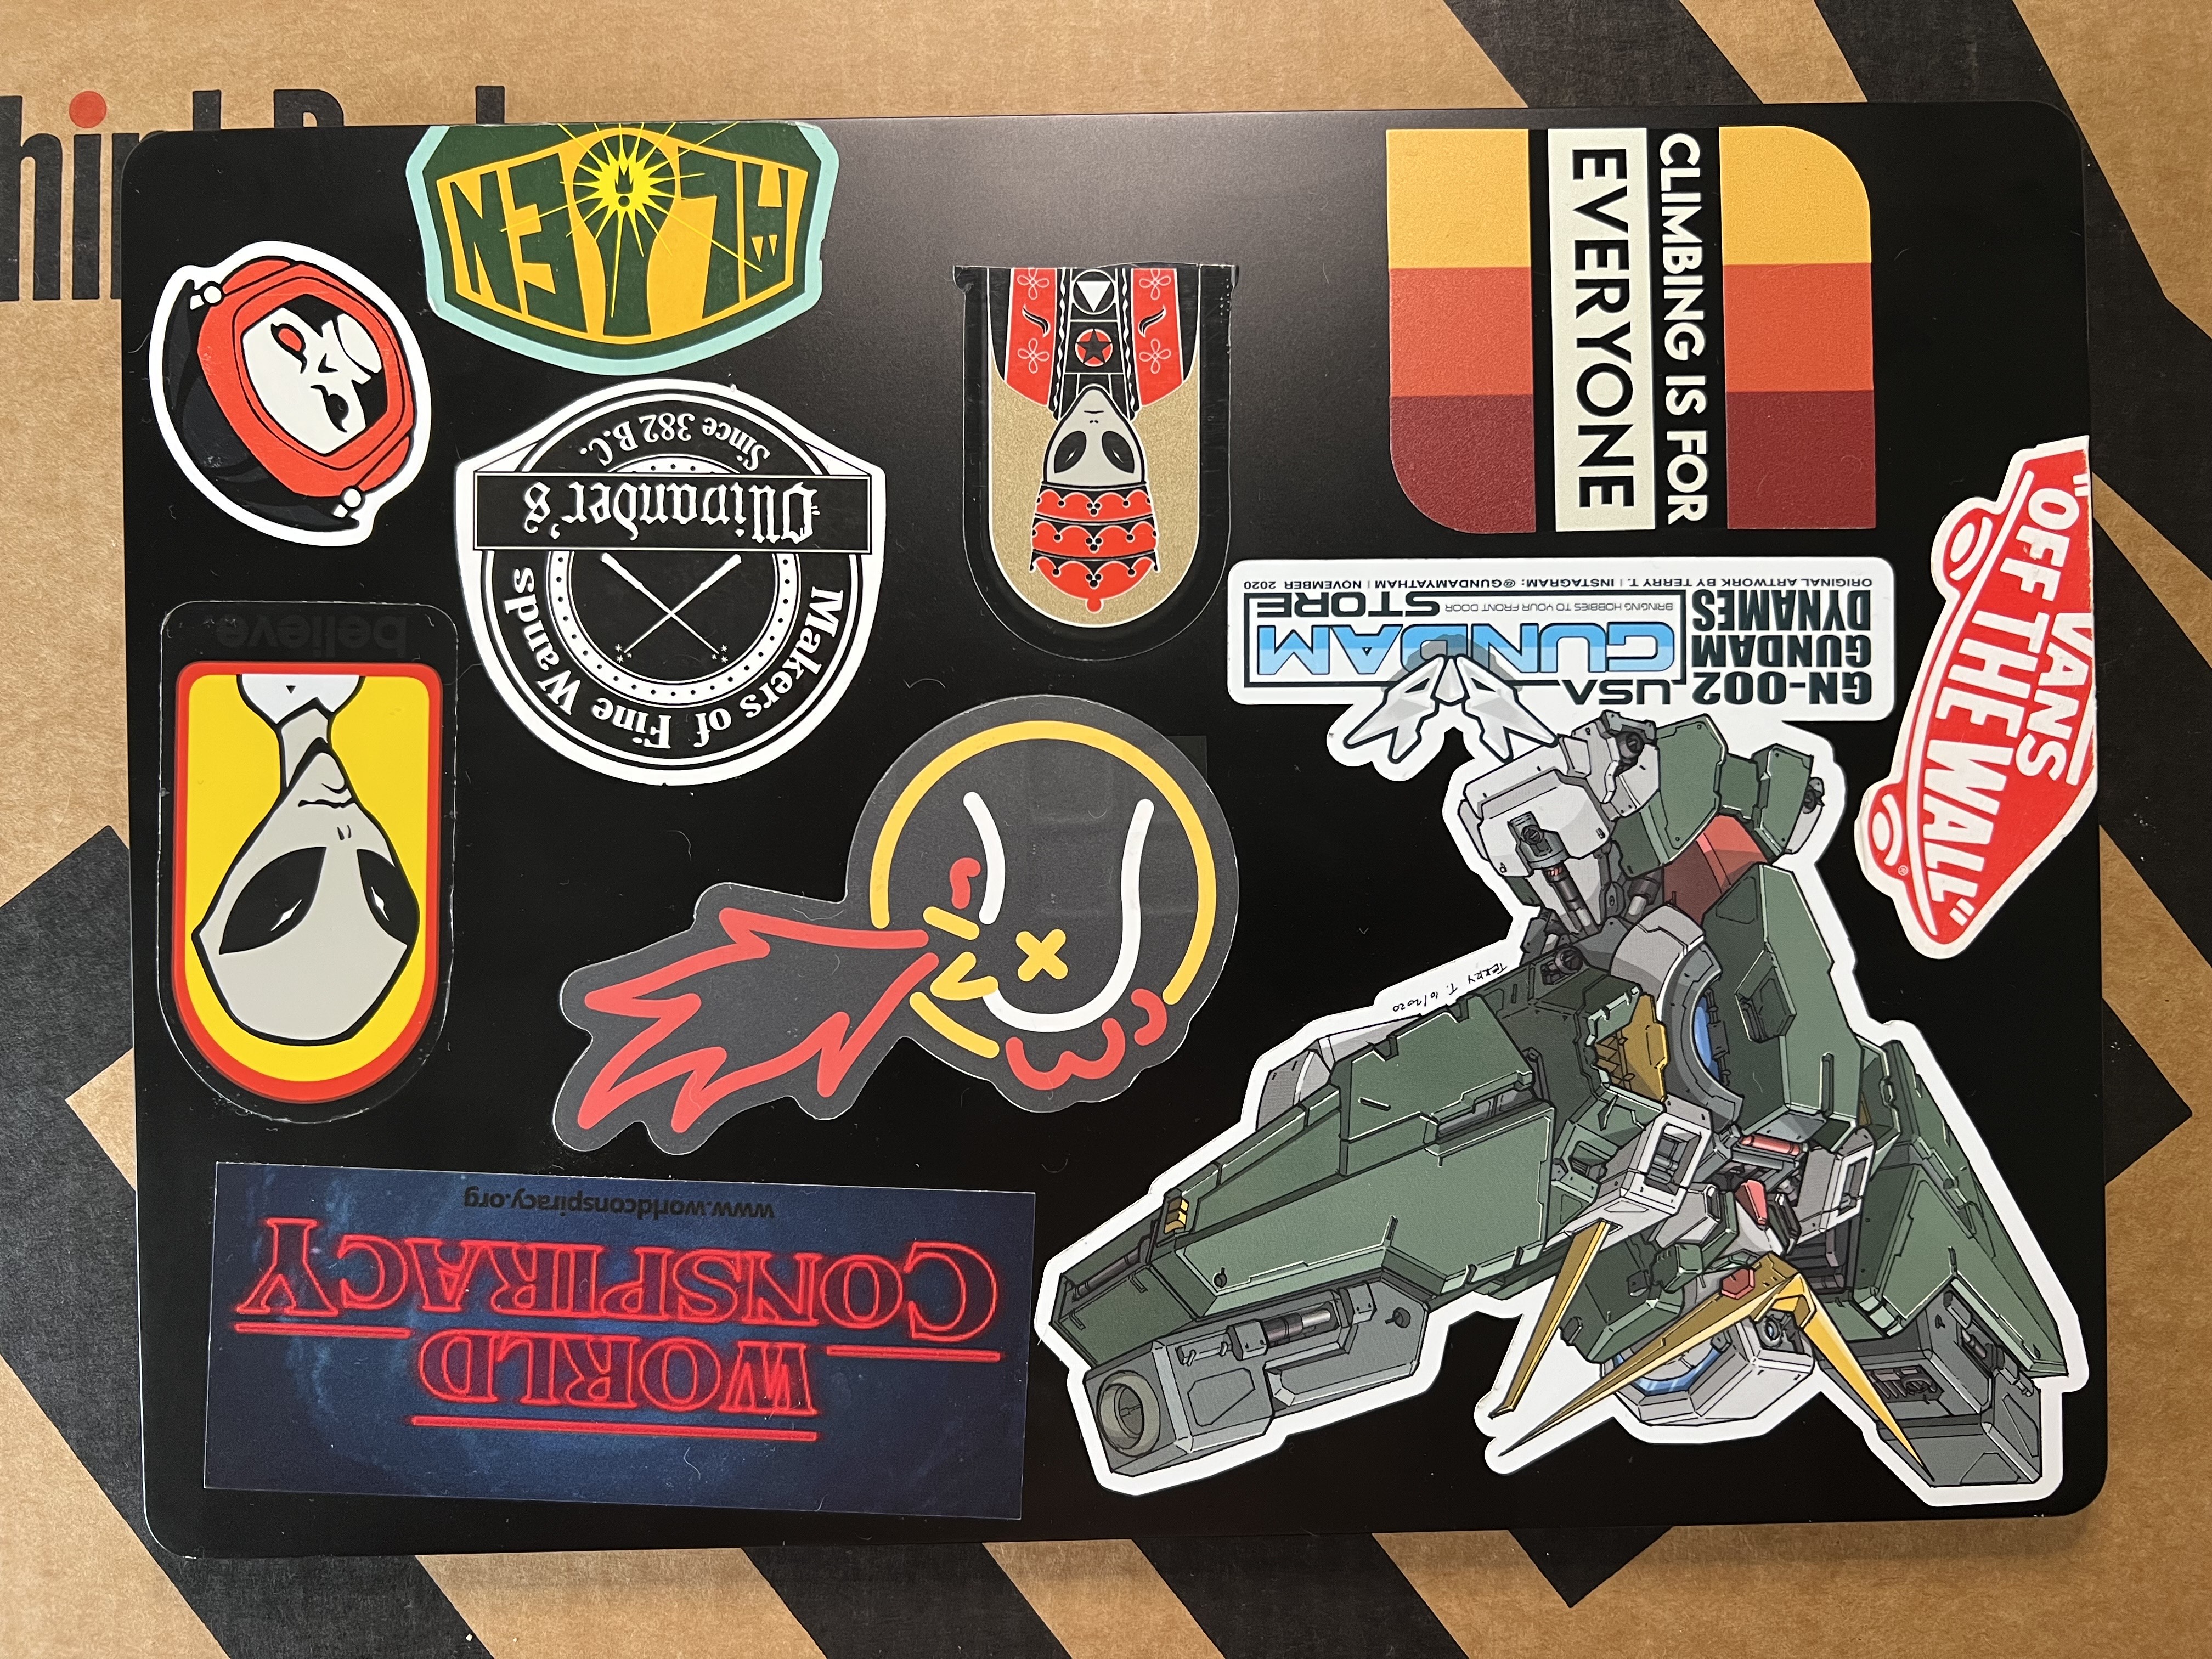 WORLD
CONSPIRACY
www.worldconspiracy.org
TERRY T. 10/2020
VANS
"OFF THE WALL"
®
GN-002
GUNDAM
DYNAMES
USA
GUNDAM
BRINGING HOBBIES TO YOUR FRONT DOOR STORE
ORIGINAL ARTWORK BY TERRY T. | INSTAGRAM: @GUNDAMYATHAM | NOVEMBER 2020
believe.
Makers of Fine Wands
Ollivander's
Since 382 B.C.
CLIMBING IS FOR
EVERYONE
ALIEN